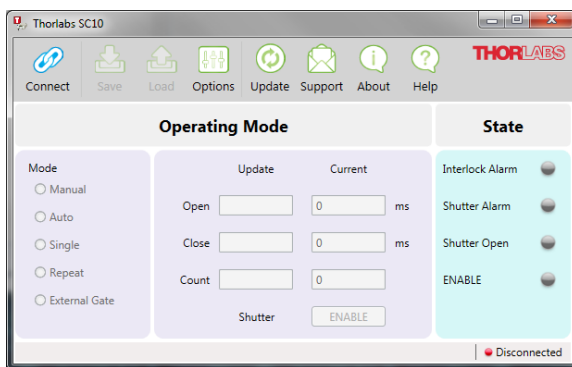 Thorlabs SC10
THORLABS
Connect Save Load Options Update Support About Help
Operating Mode
State
Mode
Manual
Auto
Single
Repeat
External Gate
Update Current
Open 0 ms
Close 0 ms
Count 0
Shutter ENABLE
Interlock Alarm
Shutter Alarm
Shutter Open
ENABLE
Disconnected